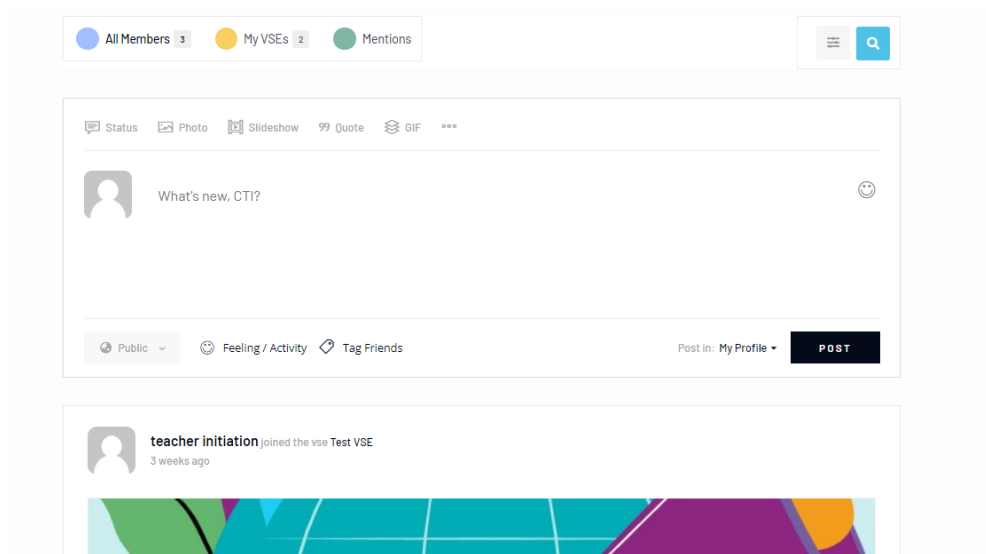 All Members 3 My VSEs 2 Mentions
Status Photo Slideshow Quote GIF
What's new, CTI?
Public Feeling / Activity Tag Friends Post in: My Profile POST
teacher initiation joined the vse Test VSE
3 weeks ago